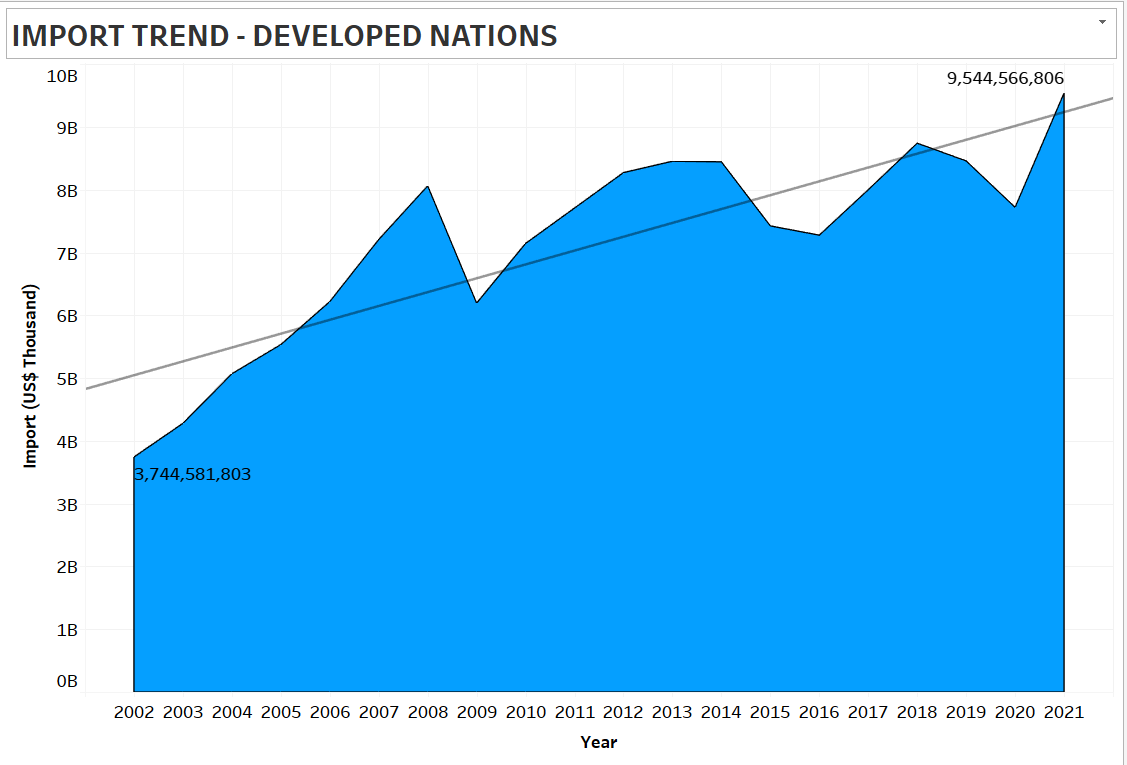 IMPORT TREND - DEVELOPED NATIONS
10B
9B
8B
7B
6B
5B
4B
3B
2B
1B
0B
Import (US$ Thousand)
9,544,566,806
3,744,581,803
2002 2003 2004 2005 2006 2007 2008 2009 2010 2011 2012 2013 2014 2015 2016 2017 2018 2019 2020 2021
Year